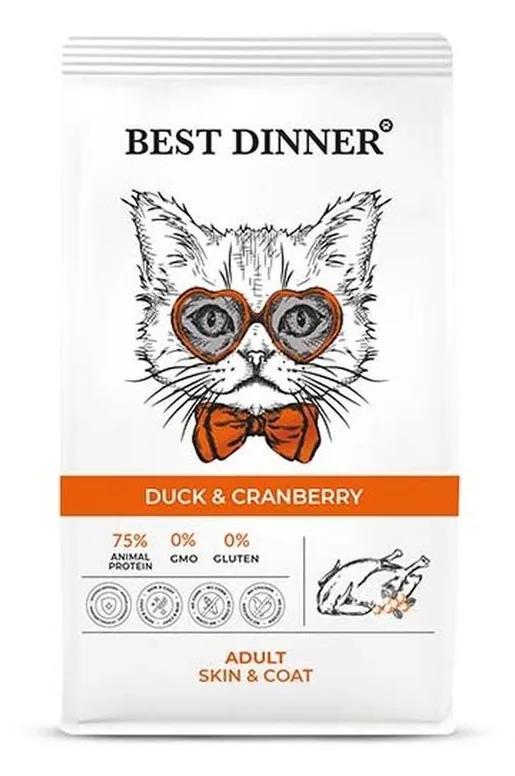 BEST DINNER
DUCK & CRANBERRY
75% 0% 0%
ANIMAL PROTEIN GMO GLUTEN
ADULT
SKIN & COAT